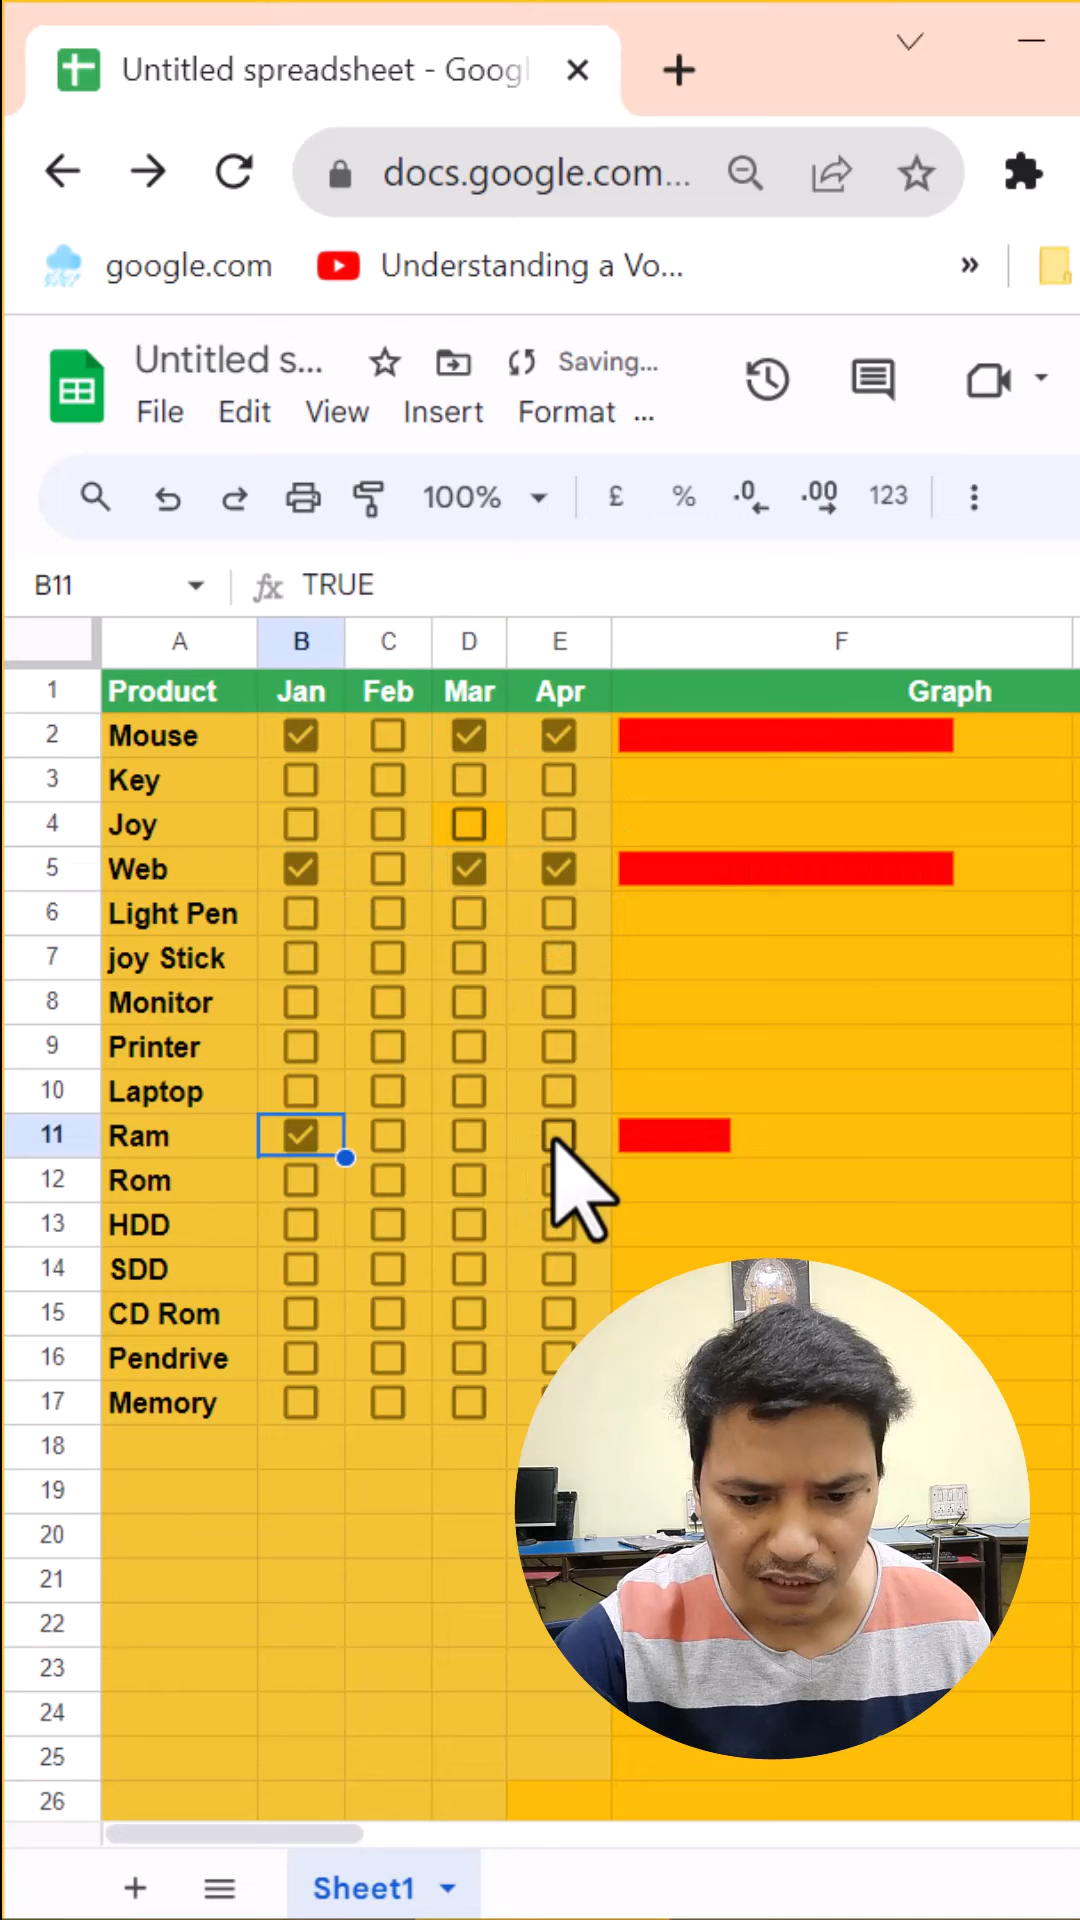 Untitled spreadsheet - Goog
docs.google.com...
google.com
Understanding a Vo...
»
Untitled s...
Saving...
File Edit View Insert Format ...
100% £ % .0 .00 123
B11 fx TRUE
A B C D E F
1 Product Jan Feb Mar Apr Graph
2 Mouse
3 Key
4 Joy
5 Web
6 Light Pen
7 joy Stick
8 Monitor
9 Printer
10 Laptop
11 Ram
12 Rom
13 HDD
14 SDD
15 CD Rom
16 Pendrive
17 Memory
18
19
20
21
22
23
24
25
26
Sheet1